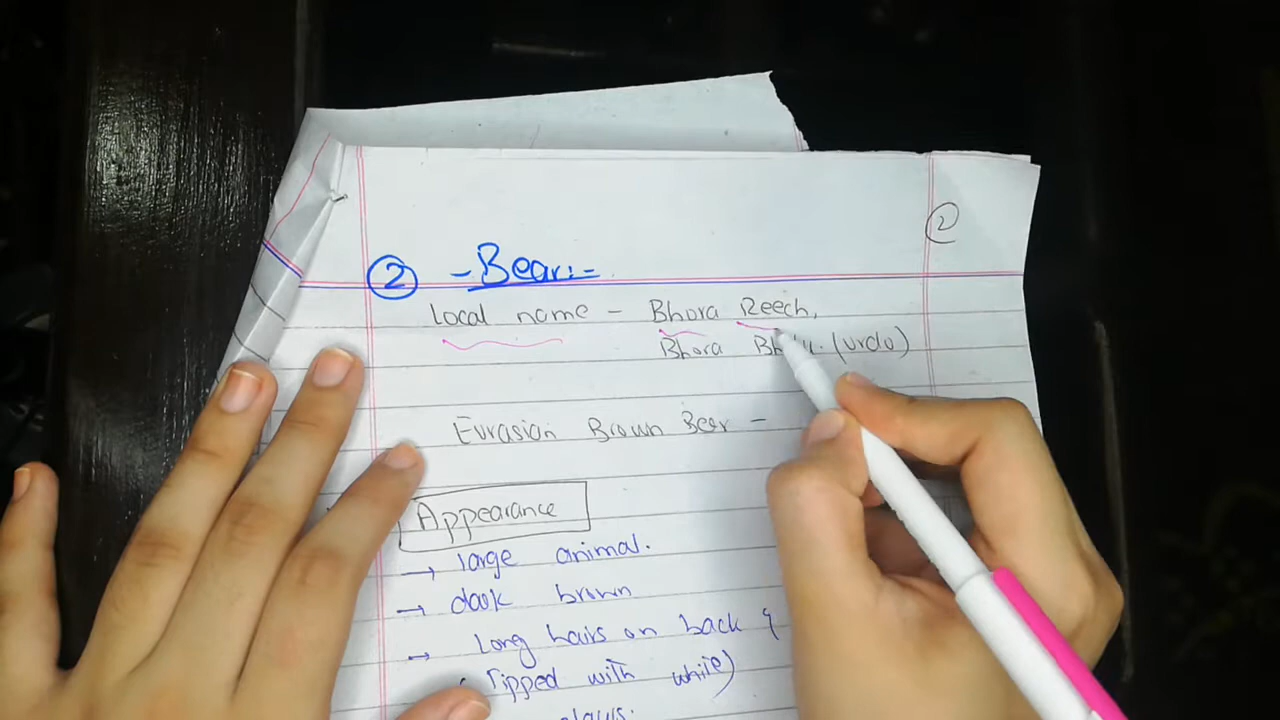 2
2 -Bear:-
Local name - Bhora Reech,
Bhora (urdu)
Eurasian Brown Bear -
Appearance
→ large animal.
→ dark brown
→ Long hairs on back &
(ripped with white)